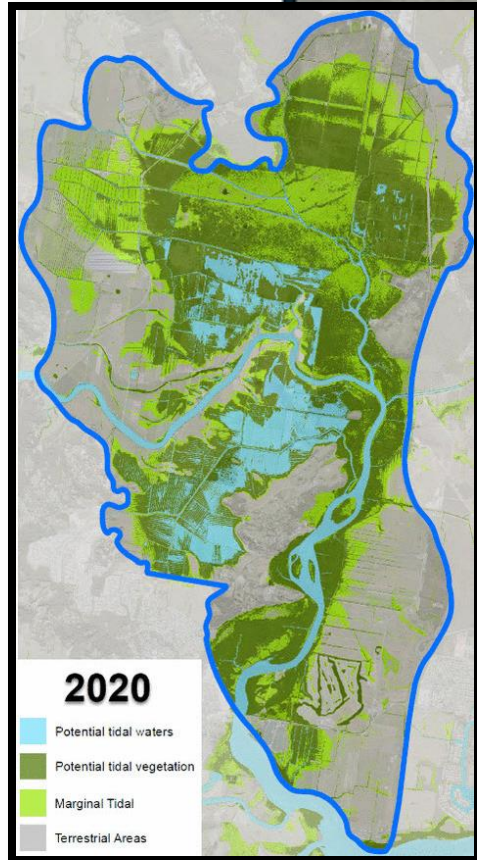 2020
Potential tidal waters
Potential tidal vegetation
Marginal Tidal
Terrestrial Areas